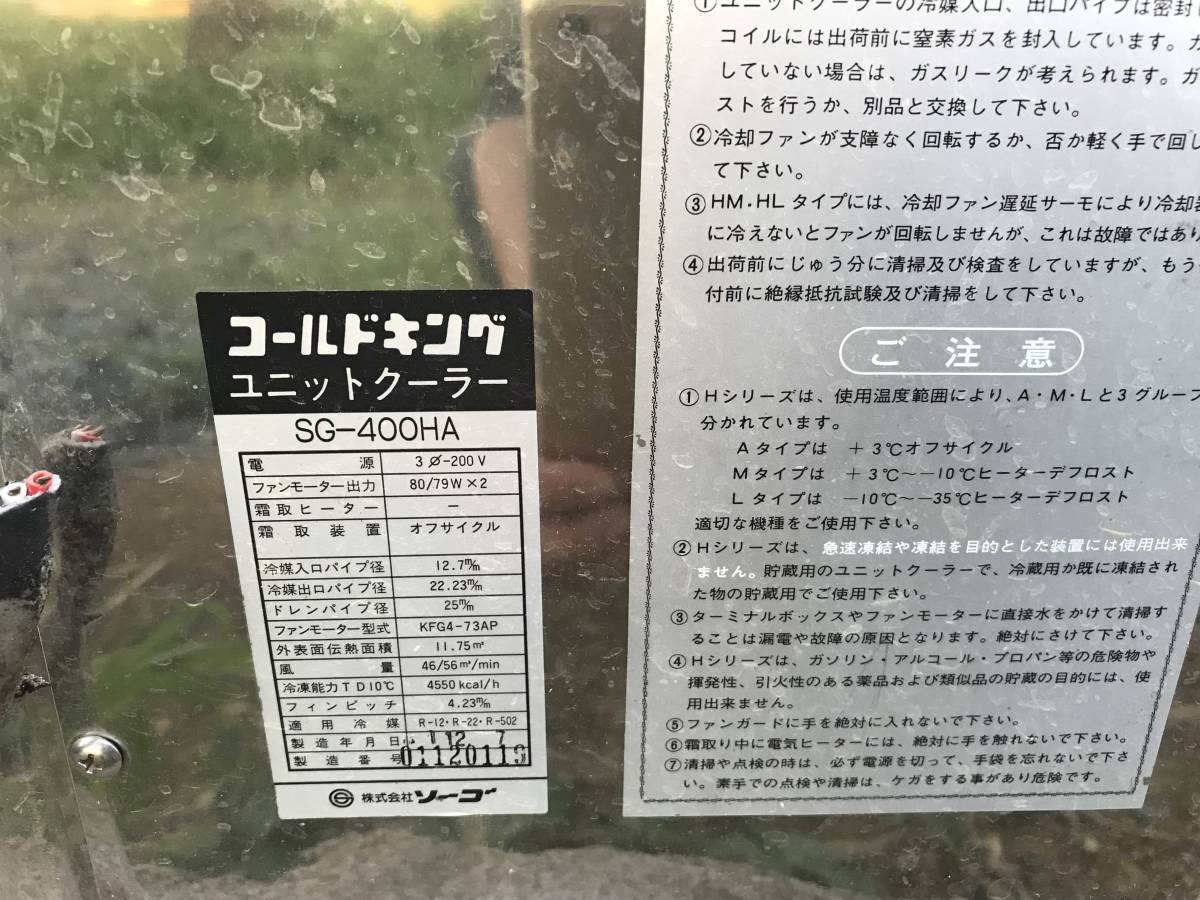 コールドキング
ユニットクーラー
SG-400HA
電源 3φ-200V
ファンモーター出力 80/79W×2
霜取ヒーター －
霜取装置 オフサイクル
冷媒入口パイプ径 12.7m/m
冷媒出口パイプ径 22.23m/m
ドレンパイプ径 25m/m
ファンモーター型式 KFG4-73AP
外表面伝熱面積 11.75m²
風量 46/56m³/min
冷凍能力TD10℃ 4550kcal/h
フィンピッチ 4.23m/m
適用冷媒 R-12・R-22・R-502
製造年月日 12 7
製造番号 011201119
株式会社ソーゴー
①ユニットクーラーの冷媒入口、出口パイプは密封
コイルには出荷前に窒素ガスを封入しています。ガ
していない場合は、ガスリークが考えられます。ガ
ストを行うか、別品と交換して下さい。
②冷却ファンが支障なく回転するか、否か軽く手で回し
て下さい。
③HM・HLタイプには、冷却ファン遅延サーモにより冷却
に冷えないとファンが回転しませんが、これは故障ではあり
④出荷前にじゅう分に清掃及び検査をしていますが、もう
付前に絶縁抵抗試験及び清掃をして下さい。
ご注意
①Hシリーズは、使用温度範囲により、A・M・Lと3グループ
分かれています。
Aタイプは ＋3℃オフサイクル
Mタイプは ＋3℃～－10℃ヒーターデフロスト
Lタイプは －10℃～－35℃ヒーターデフロスト
適切な機種をご使用下さい。
②Hシリーズは、急速凍結や凍結を目的とした装置には使用出来
ません。貯蔵用のユニットクーラーで、冷蔵用か既に凍結され
た物の貯蔵用でご使用下さい。
③ターミナルボックスやファンモーターに直接水をかけて清掃す
ることは漏電や故障の原因となります。絶対にさけて下さい。
④Hシリーズは、ガソリン・アルコール・プロパン等の危険物や
揮発性、引火性のある薬品および類似品の貯蔵の目的には、使
用出来ません。
⑤ファンガードに手を絶対に入れないで下さい。
⑥霜取り中に電気ヒーターには、絶対に手を触れないで下さい。
⑦清掃や点検の時は、必ず電源を切って、手袋を忘れないで下さ
い。素手での点検や清掃は、ケガをする事があり危険です。